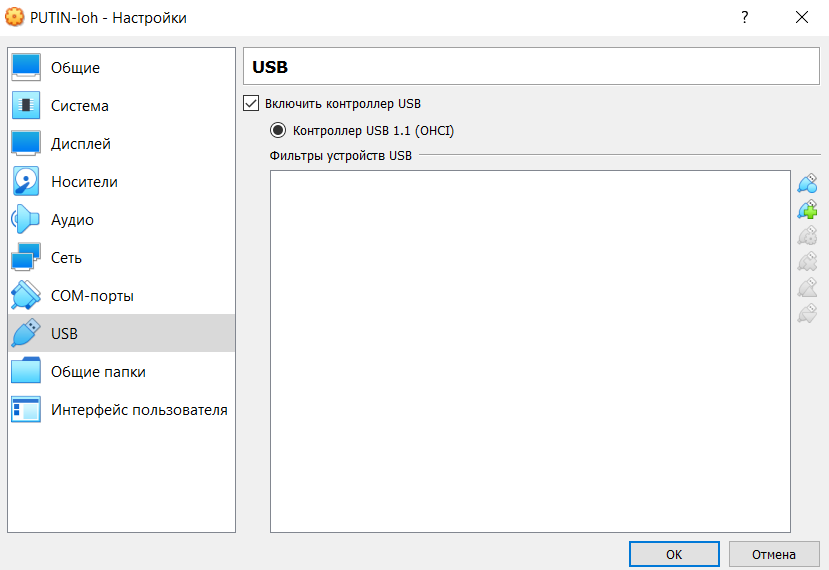 PUTIN-loh - Настройки
?
Общие
Система
Дисплей
Носители
Аудио
Сеть
COM-порты
USB
Общие папки
Интерфейс пользователя
USB
Включить контроллер USB
Контроллер USB 1.1 (OHCI)
Фильтры устройств USB
OK
Отмена